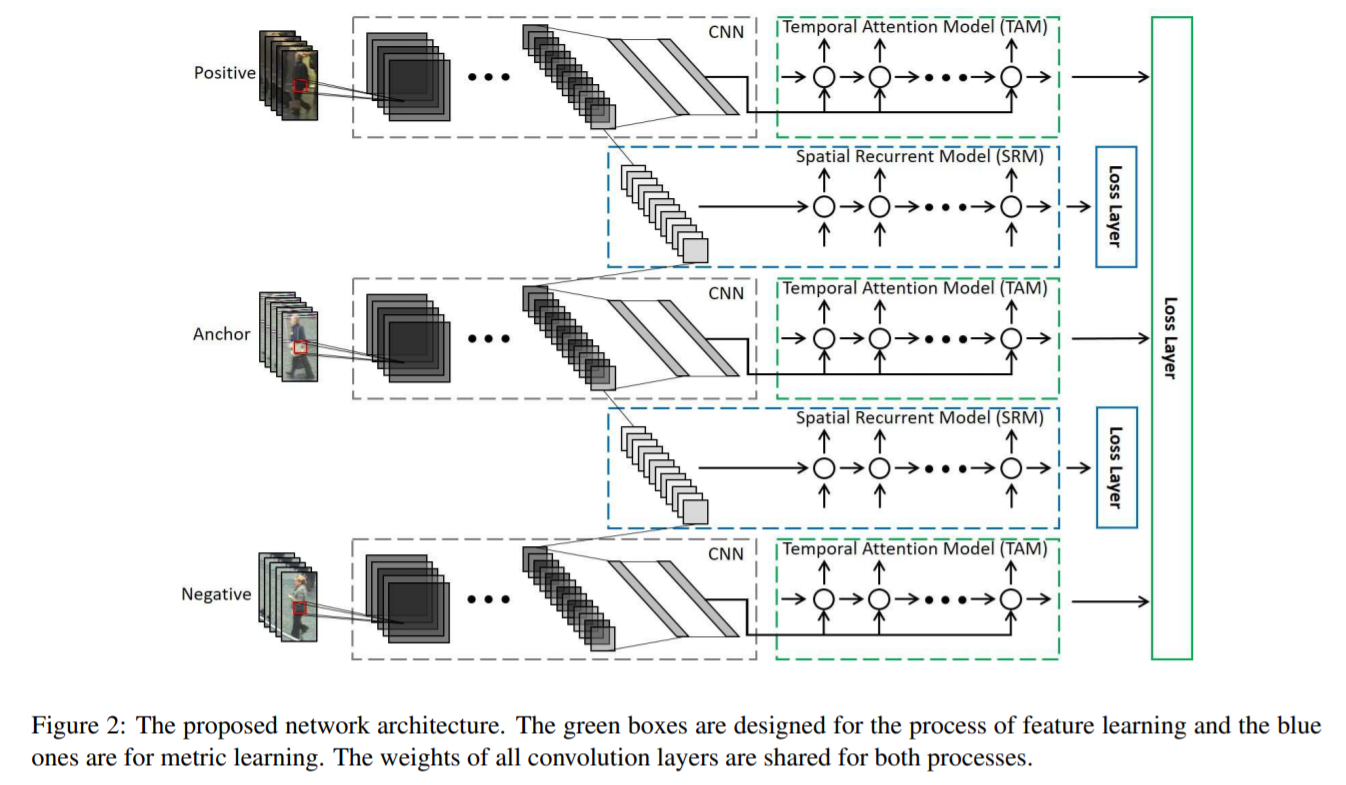 CNN
Temporal Attention Model (TAM)
Positive
Spatial Recurrent Model (SRM)
Loss Layer
CNN
Temporal Attention Model (TAM)
Anchor
Loss Layer
Spatial Recurrent Model (SRM)
Loss Layer
CNN
Temporal Attention Model (TAM)
Negative
Figure 2: The proposed network architecture. The green boxes are designed for the process of feature learning and the blue
ones are for metric learning. The weights of all convolution layers are shared for both processes.